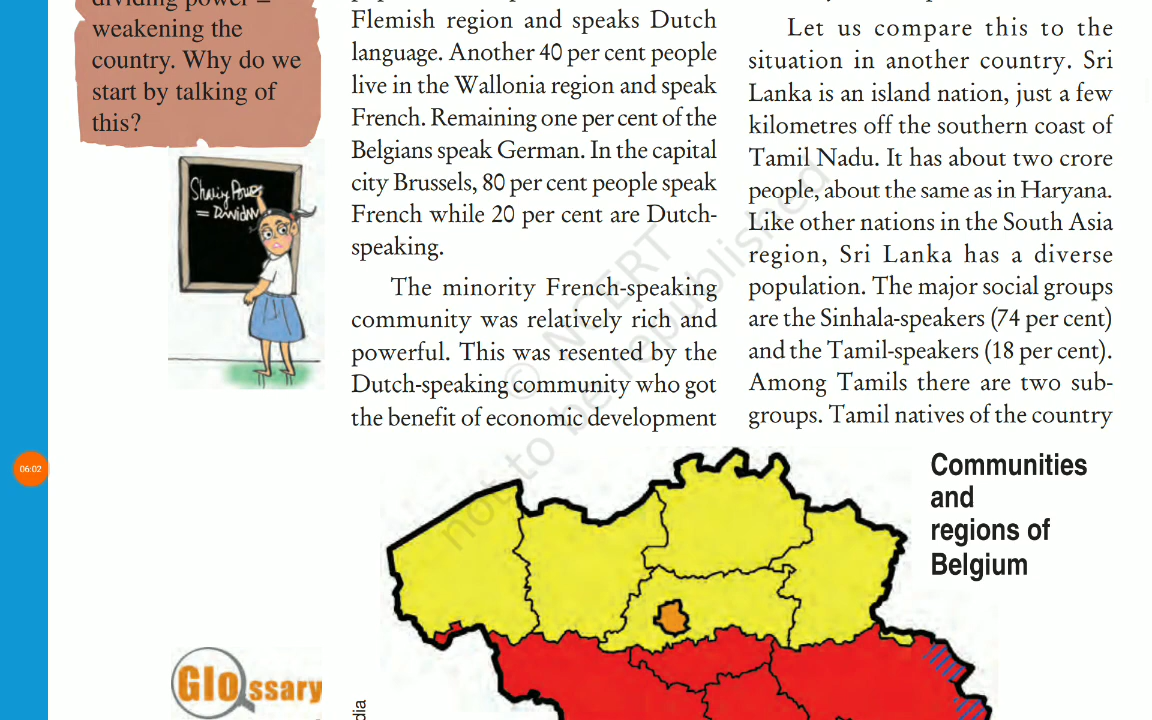 weakening the
country. Why do we
start by talking of
this?
Sharing Power
=
06:02
Flemish region and speaks Dutch
language. Another 40 per cent people
live in the Wallonia region and speak
French. Remaining one per cent of the
Belgians speak German. In the capital
city Brussels, 80 per cent people speak
French while 20 per cent are Dutch-
speaking.
The minority French-speaking
community was relatively rich and
powerful. This was resented by the
Dutch-speaking community who got
the benefit of economic development
Let us compare this to the
situation in another country. Sri
Lanka is an island nation, just a few
kilometres off the southern coast of
Tamil Nadu. It has about two crore
people, about the same as in Haryana.
Like other nations in the South Asia
region, Sri Lanka has a diverse
population. The major social groups
are the Sinhala-speakers (74 per cent)
and the Tamil-speakers (18 per cent).
Among Tamils there are two sub-
groups. Tamil natives of the country
© NCERT
not to be republished
Communities
and
regions of
Belgium
Glossary
dia